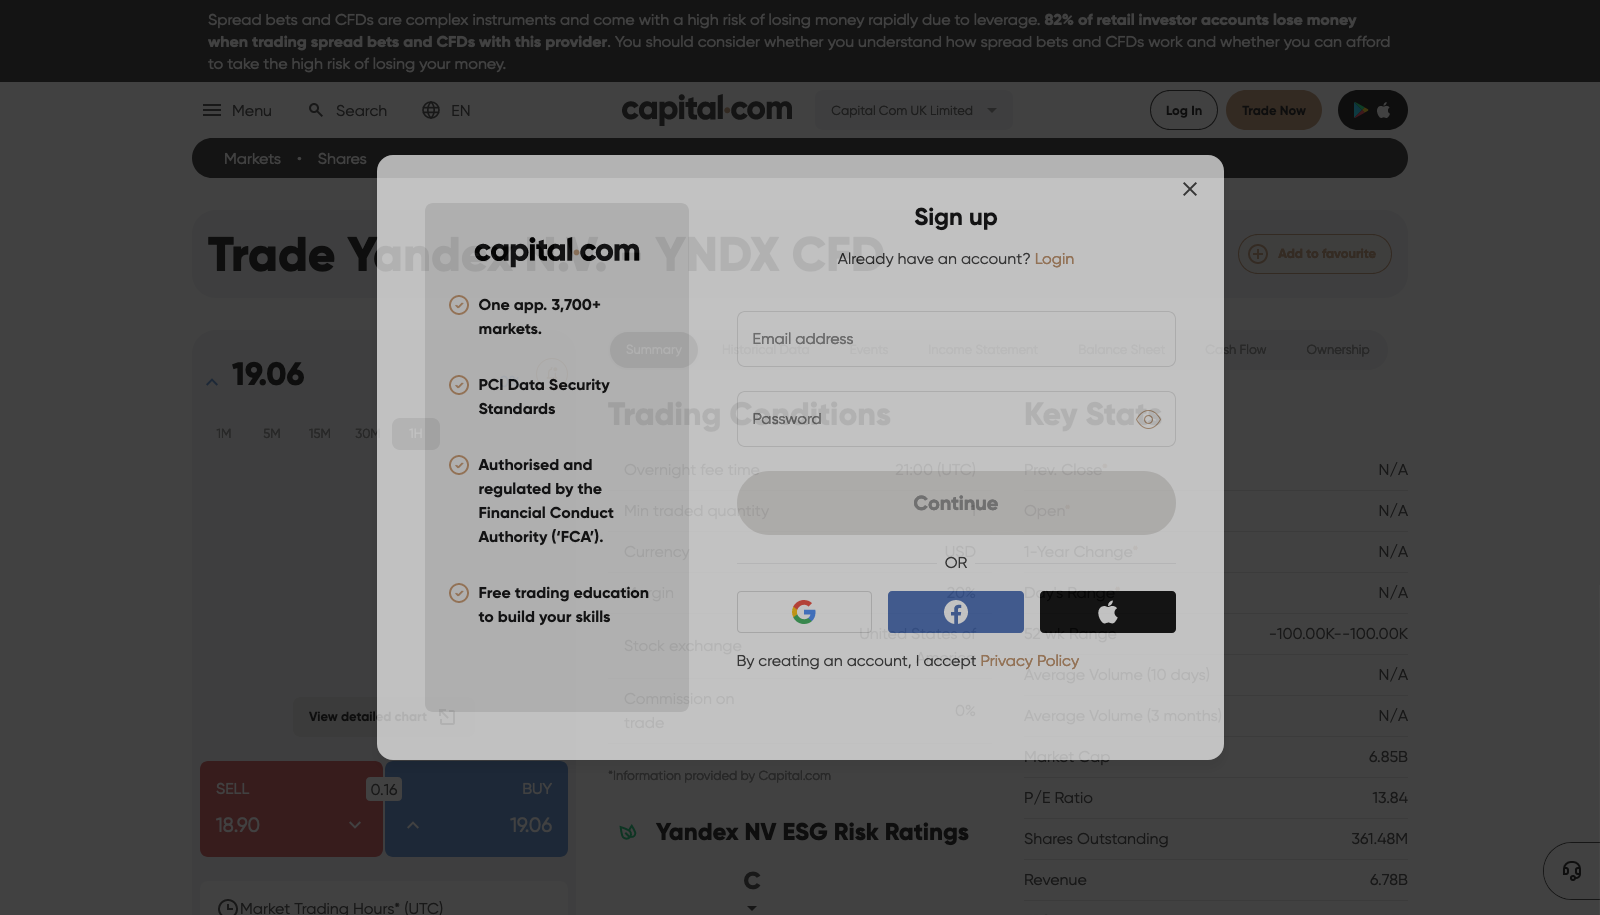 Spread bets and CFDs are complex instruments and come with a high risk of losing money rapidly due to leverage. 82% of retail investor accounts lose money
when trading spread bets and CFDs with this provider. You should consider whether you understand how spread bets and CFDs work and whether you can afford
to take the high risk of losing your money.
Menu
Search
EN
capital.com
Capital Com UK Limited
Log In
Trade Now
Markets • Shares
Trade Yandex N.V. - YNDX CFD
Add to favourite
Sign up
Already have an account? Login
capital.com
One app. 3,700+
markets.
PCI Data Security
Standards
Authorised and
regulated by the
Financial Conduct
Authority (‘FCA’).
Free trading education
to build your skills
Email address
Password
Continue
OR
By creating an account, I accept Privacy Policy
19.06
1M 5M 15M 30M 1H
View detailed chart
SELL
18.90
0.16
BUY
19.06
Market Trading Hours* (UTC)
Summary Historical Data Events Income Statement Balance Sheet Cash Flow Ownership
Trading Conditions
Overnight fee time 21:00 (UTC)
Min traded quantity 1
Currency USD
Margin 20%
Stock exchange United States of
America
Commission on
trade 0%
*Information provided by Capital.com
Yandex NV ESG Risk Ratings
C
Key Stats
Prev. Close* N/A
Open* N/A
1-Year Change* N/A
Day's Range* N/A
52 wk Range -100.00K--100.00K
Average Volume (10 days) N/A
Average Volume (3 months) N/A
Market Cap 6.85B
P/E Ratio 13.84
Shares Outstanding 361.48M
Revenue 6.78B